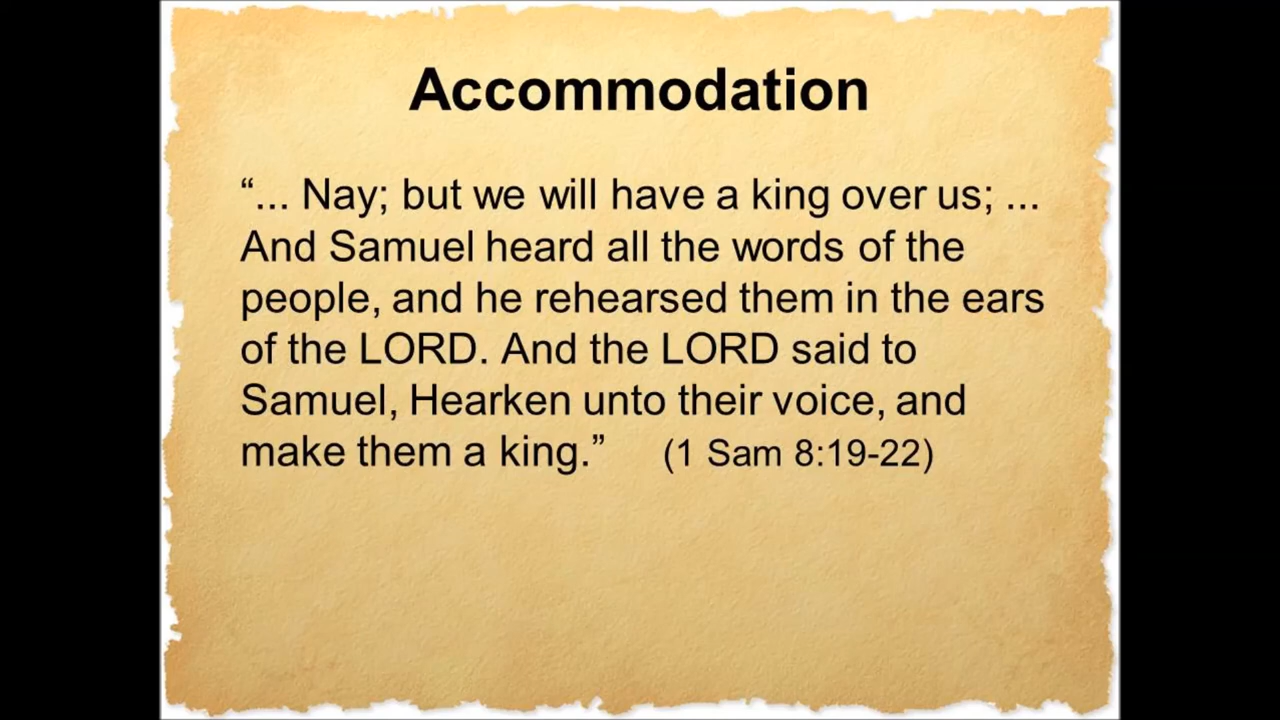 Accommodation
“... Nay; but we will have a king over us; ...
And Samuel heard all the words of the
people, and he rehearsed them in the ears
of the LORD. And the LORD said to
Samuel, Hearken unto their voice, and
make them a king.” (1 Sam 8:19-22)